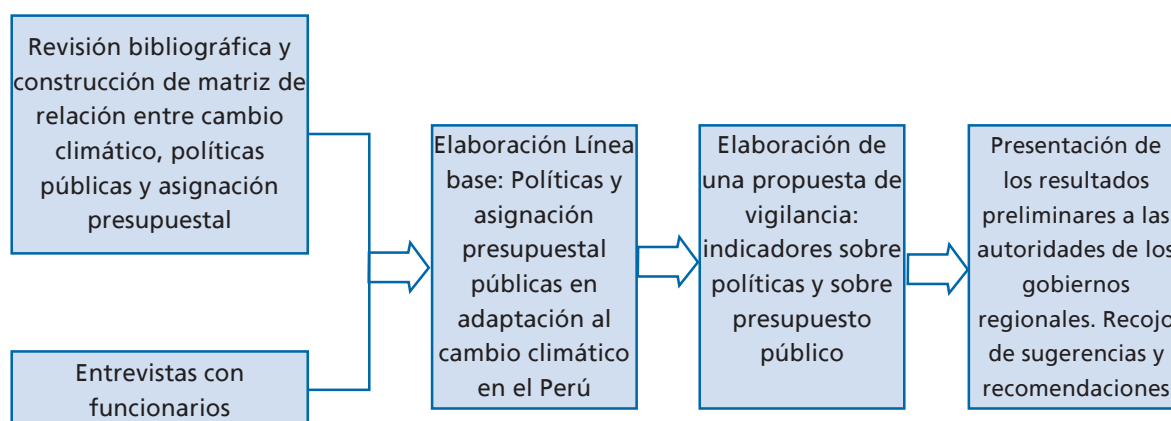 Revisión bibliográfica y
construcción de matriz de
relación entre cambio
climático, políticas
públicas y asignación
presupuestal
Entrevistas con
funcionarios
Elaboración Línea
base: Políticas y
asignación
presupuestal
públicas en
adaptación al
cambio climático
en el Perú
Elaboración de
una propuesta de
vigilancia:
indicadores sobre
políticas y sobre
presupuesto
público
Presentación de
los resultados
preliminares a las
autoridades de los
gobiernos
regionales. Recojo
de sugerencias y
recomendaciones